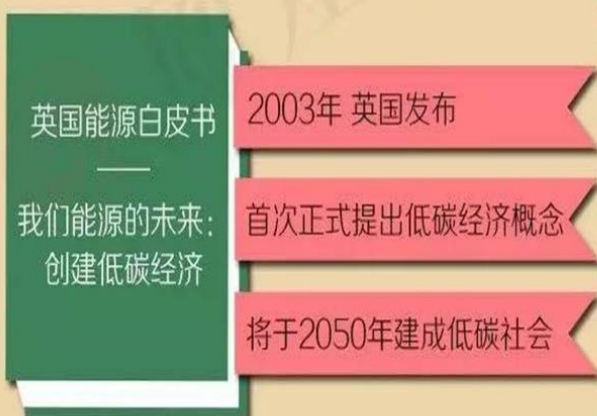 英国能源白皮书
——
我们能源的未来：
创建低碳经济
2003年 英国发布
首次正式提出低碳经济概念
将于2050年建成低碳社会